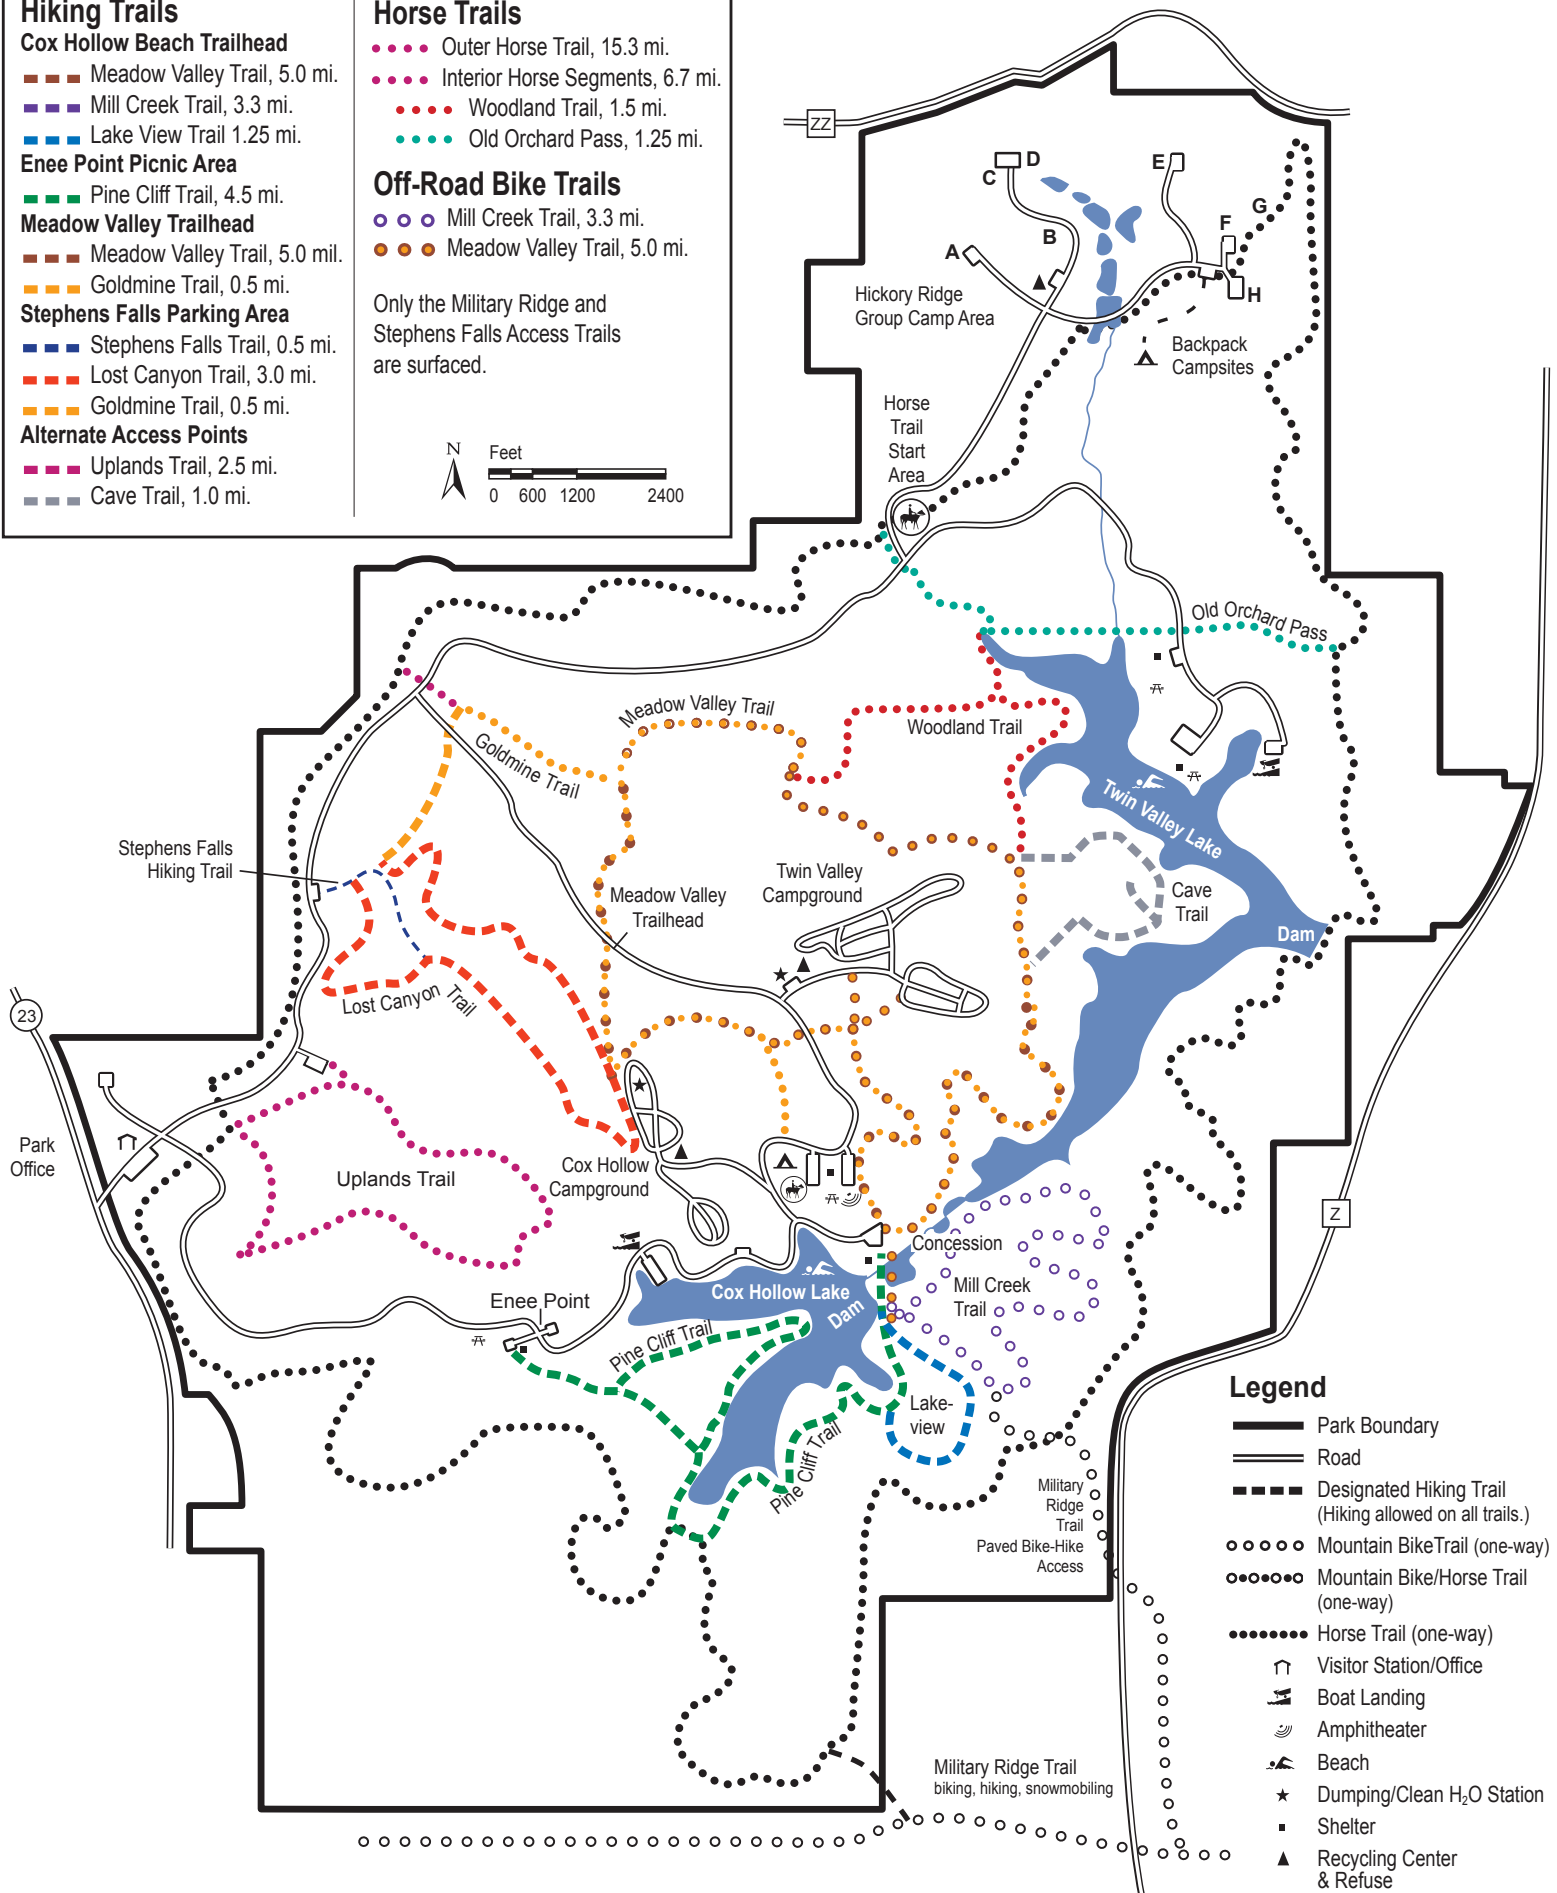 Hiking Trails
Cox Hollow Beach Trailhead
Meadow Valley Trail, 5.0 mi.
Mill Creek Trail, 3.3 mi.
Lake View Trail 1.25 mi.
Enee Point Picnic Area
Pine Cliff Trail, 4.5 mi.
Meadow Valley Trailhead
Meadow Valley Trail, 5.0 mil.
Goldmine Trail, 0.5 mi.
Stephens Falls Parking Area
Stephens Falls Trail, 0.5 mi.
Lost Canyon Trail, 3.0 mi.
Goldmine Trail, 0.5 mi.
Alternate Access Points
Uplands Trail, 2.5 mi.
Cave Trail, 1.0 mi.
Horse Trails
Outer Horse Trail, 15.3 mi.
Interior Horse Segments, 6.7 mi.
Woodland Trail, 1.5 mi.
Old Orchard Pass, 1.25 mi.
Off-Road Bike Trails
Mill Creek Trail, 3.3 mi.
Meadow Valley Trail, 5.0 mi.
Only the Military Ridge and
Stephens Falls Access Trails
are surfaced.
N
Feet
0 600 1200 2400
ZZ
D
C
E
B
A
G
F
H
Hickory Ridge
Group Camp Area
Backpack
Campsites
Horse
Trail
Start
Area
Old Orchard Pass
Meadow Valley Trail
Woodland Trail
Goldmine Trail
Twin Valley Lake
Stephens Falls
Hiking Trail
Meadow Valley
Trailhead
Twin Valley
Campground
Cave
Trail
Dam
Lost Canyon Trail
23
Park
Office
Uplands Trail
Cox Hollow
Campground
Z
Concession
Mill Creek
Trail
Cox Hollow Lake
Dam
Enee Point
Pine Cliff Trail
Lake-
view
Pine Cliff Trail
Military
Ridge
Trail
Paved Bike-Hike
Access
Military Ridge Trail
biking, hiking, snowmobiling
Legend
Park Boundary
Road
Designated Hiking Trail
(Hiking allowed on all trails.)
Mountain BikeTrail (one-way)
Mountain Bike/Horse Trail
(one-way)
Horse Trail (one-way)
Visitor Station/Office
Boat Landing
Amphitheater
Beach
Dumping/Clean H₂O Station
Shelter
Recycling Center
& Refuse